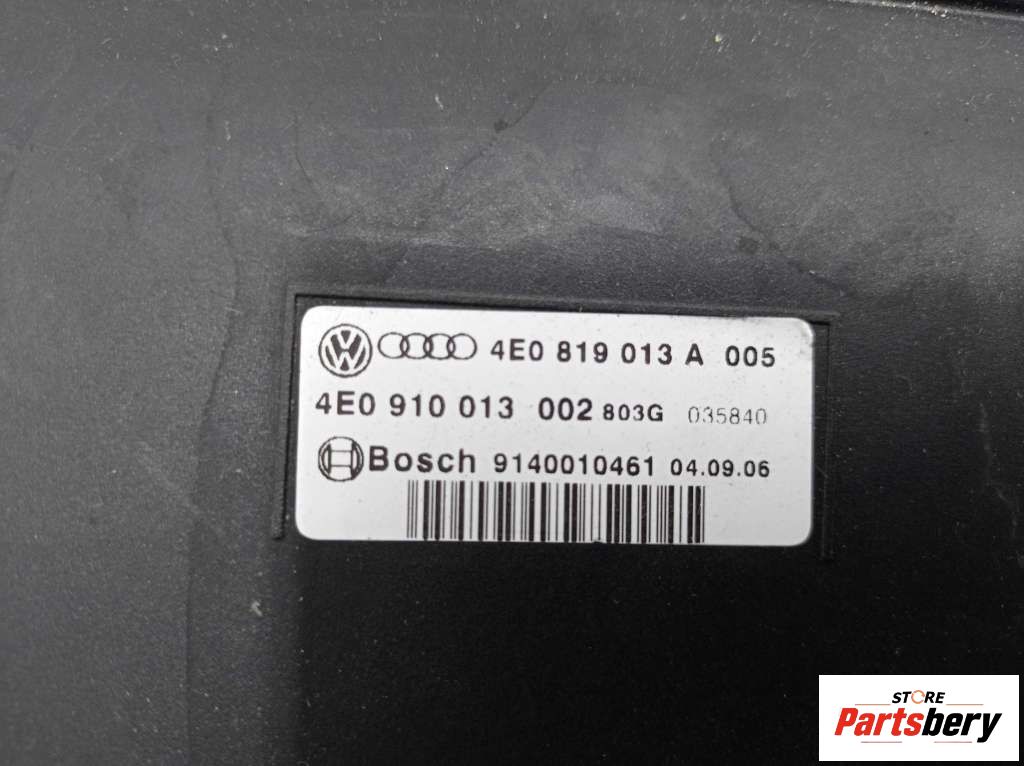 4E0 819 013 A 005
4E0 910 013 002 803G 035840
Bosch 9140010461 04.09.06
STORE
Partsbery